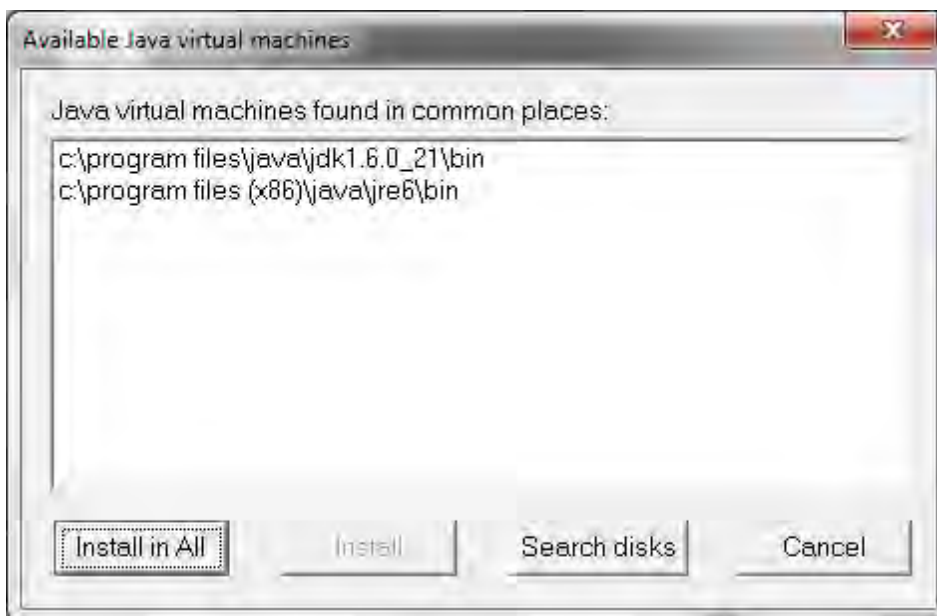 Available Java virtual machines
Java virtual machines found in common places:
c:\program files\java\jdk1.6.0_21\bin
c:\program files (x86)\java\jre6\bin
Install in All
Install
Search disks
Cancel